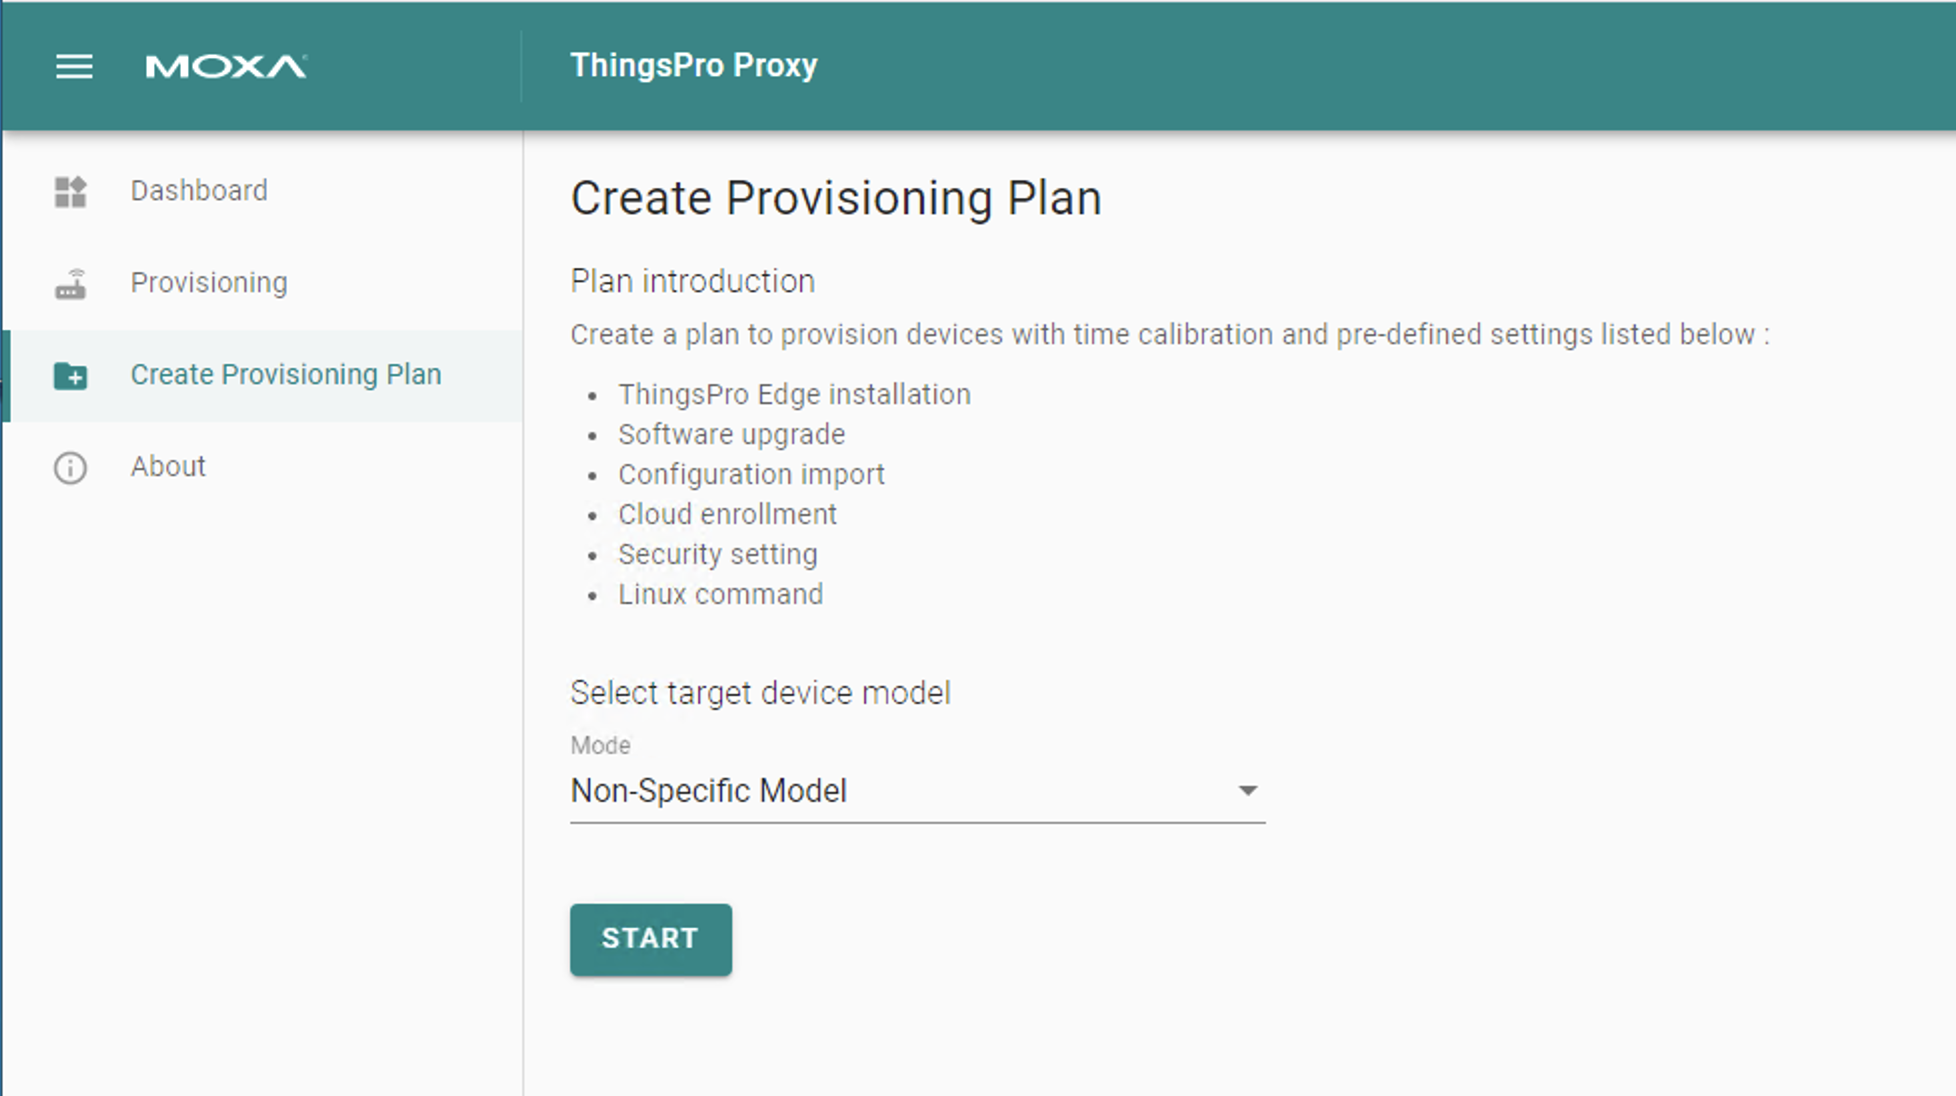 MOXA
ThingsPro Proxy
Dashboard
Provisioning
Create Provisioning Plan
About
Create Provisioning Plan
Plan introduction
Create a plan to provision devices with time calibration and pre-defined settings listed below :
ThingsPro Edge installation
Software upgrade
Configuration import
Cloud enrollment
Security setting
Linux command
Select target device model
Mode
Non-Specific Model
START